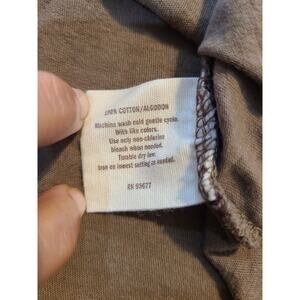 100% COTTON/ALGODON
Machine wash cold gentle cycle.
With like colors.
Use only non-chlorine
bleach when needed.
Tumble dry low.
Iron on lowest setting as needed.
RN 93677